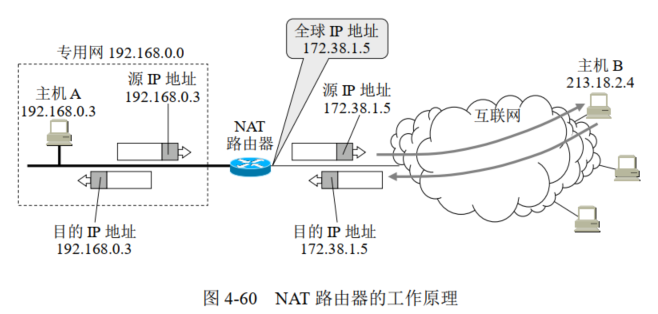 专用网 192.168.0.0
主机 A
192.168.0.3
源 IP 地址
192.168.0.3
全球 IP 地址
172.38.1.5
源 IP 地址
172.38.1.5
NAT
路由器
互联网
主机 B
213.18.2.4
目的 IP 地址
192.168.0.3
目的 IP 地址
172.38.1.5
图 4-60 NAT 路由器的工作原理